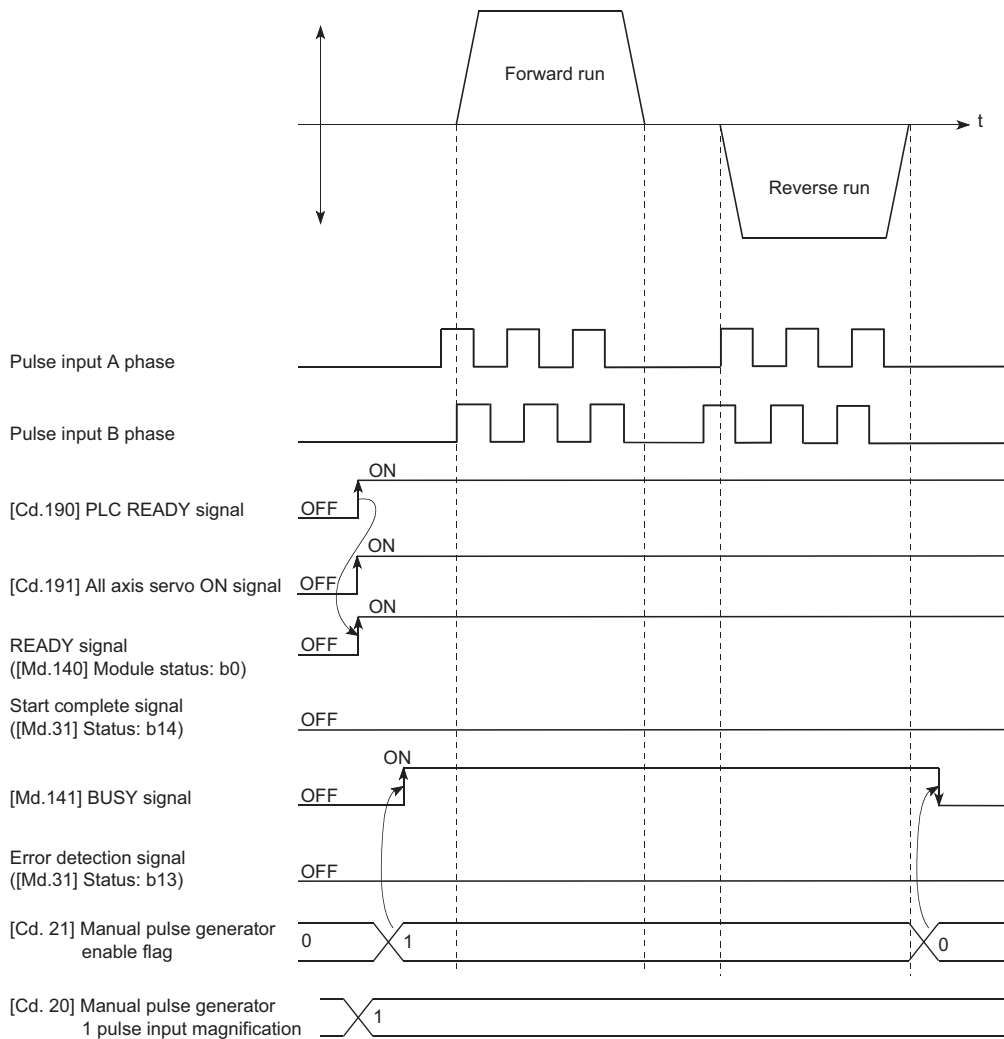 Forward run
t
Reverse run
Pulse input A phase
Pulse input B phase
ON
[Cd.190] PLC READY signal OFF
ON
[Cd.191] All axis servo ON signal OFF
ON
READY signal OFF
([Md.140] Module status: b0)
Start complete signal OFF
([Md.31] Status: b14)
ON
[Md.141] BUSY signal OFF
Error detection signal OFF
([Md.31] Status: b13)
[Cd. 21] Manual pulse generator 0 1 0
enable flag
[Cd. 20] Manual pulse generator 1
1 pulse input magnification